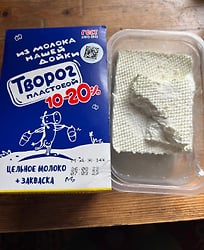 ГОСТ
ИЗ МОЛОКА
НАШЕЙ
ДОЙКИ
ТВОРОГ
ПЛАСТОВОЙ
10-20%
ЦЕЛЬНОЕ МОЛОКО
+ ЗАКВАСКА